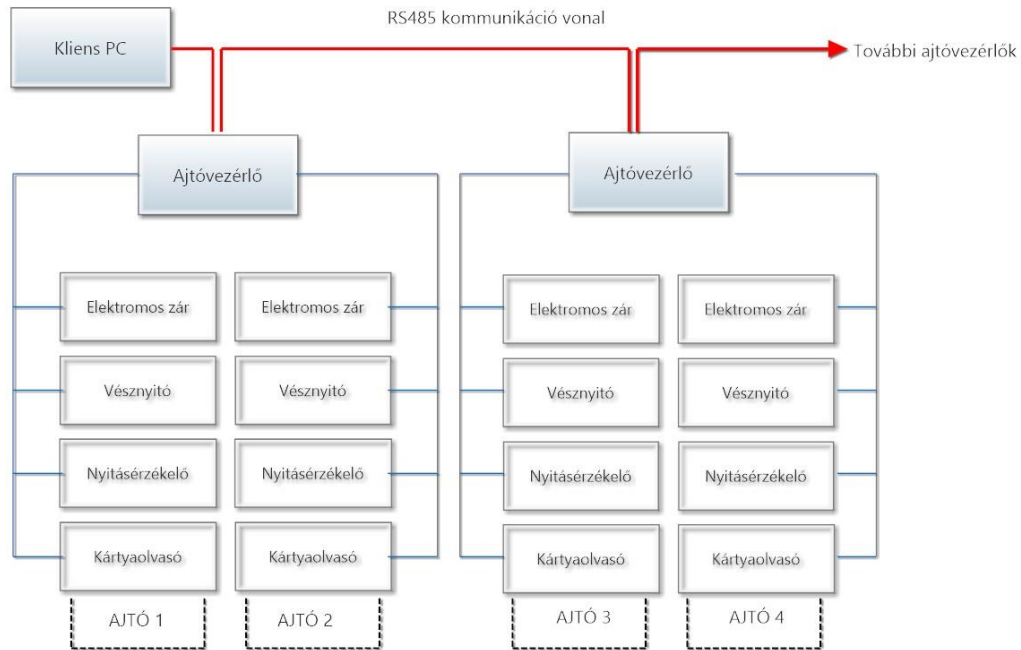 RS485 kommunikáció vonal
Kliens PC
További ajtóvezérlők
Ajtóvezérlő
Ajtóvezérlő
Elektromos zár
Elektromos zár
Elektromos zár
Elektromos zár
Vésznyitó
Vésznyitó
Vésznyitó
Vésznyitó
Nyitásérzékelő
Nyitásérzékelő
Nyitásérzékelő
Nyitásérzékelő
Kártyaolvasó
Kártyaolvasó
Kártyaolvasó
Kártyaolvasó
AJTÓ 1
AJTÓ 2
AJTÓ 3
AJTÓ 4